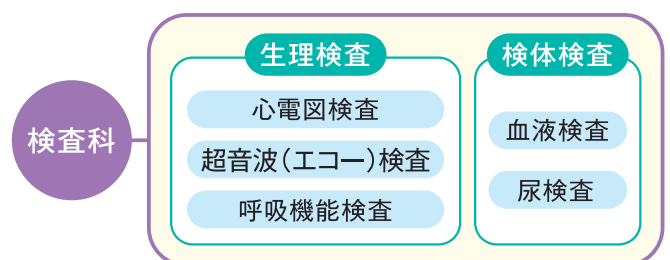 検査科
生理検査
心電図検査
超音波（エコー）検査
呼吸機能検査
検体検査
血液検査
尿検査